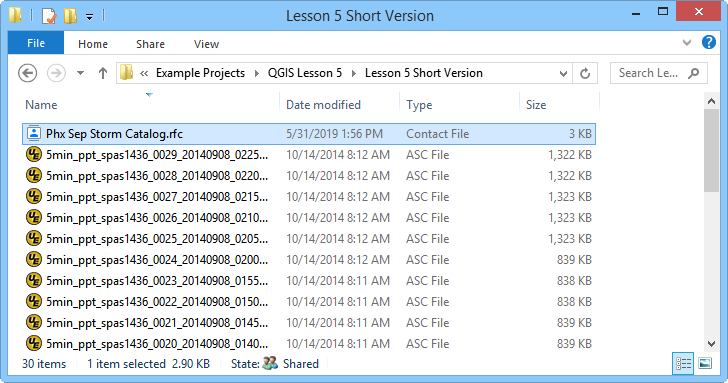 Lesson 5 Short Version
File Home Share View
« Example Projects QGIS Lesson 5 Lesson 5 Short Version Search Le...
Name Date modified Type Size
Phx Sep Storm Catalog.rfc 5/31/2019 1:56 PM Contact File 3 KB
5min_ppt_spas1436_0029_20140908_0225... 10/14/2014 8:12 AM ASC File 1,322 KB
5min_ppt_spas1436_0028_20140908_0220... 10/14/2014 8:12 AM ASC File 1,322 KB
5min_ppt_spas1436_0027_20140908_0215... 10/14/2014 8:12 AM ASC File 1,323 KB
5min_ppt_spas1436_0026_20140908_0210... 10/14/2014 8:12 AM ASC File 1,323 KB
5min_ppt_spas1436_0025_20140908_0205... 10/14/2014 8:12 AM ASC File 1,323 KB
5min_ppt_spas1436_0024_20140908_0200... 10/14/2014 8:12 AM ASC File 839 KB
5min_ppt_spas1436_0023_20140908_0155... 10/14/2014 8:11 AM ASC File 838 KB
5min_ppt_spas1436_0022_20140908_0150... 10/14/2014 8:11 AM ASC File 838 KB
5min_ppt_spas1436_0021_20140908_0145... 10/14/2014 8:11 AM ASC File 839 KB
5min_ppt_spas1436_0020_20140908_0140... 10/14/2014 8:11 AM ASC File 839 KB
30 items 1 item selected 2.90 KB State: Shared